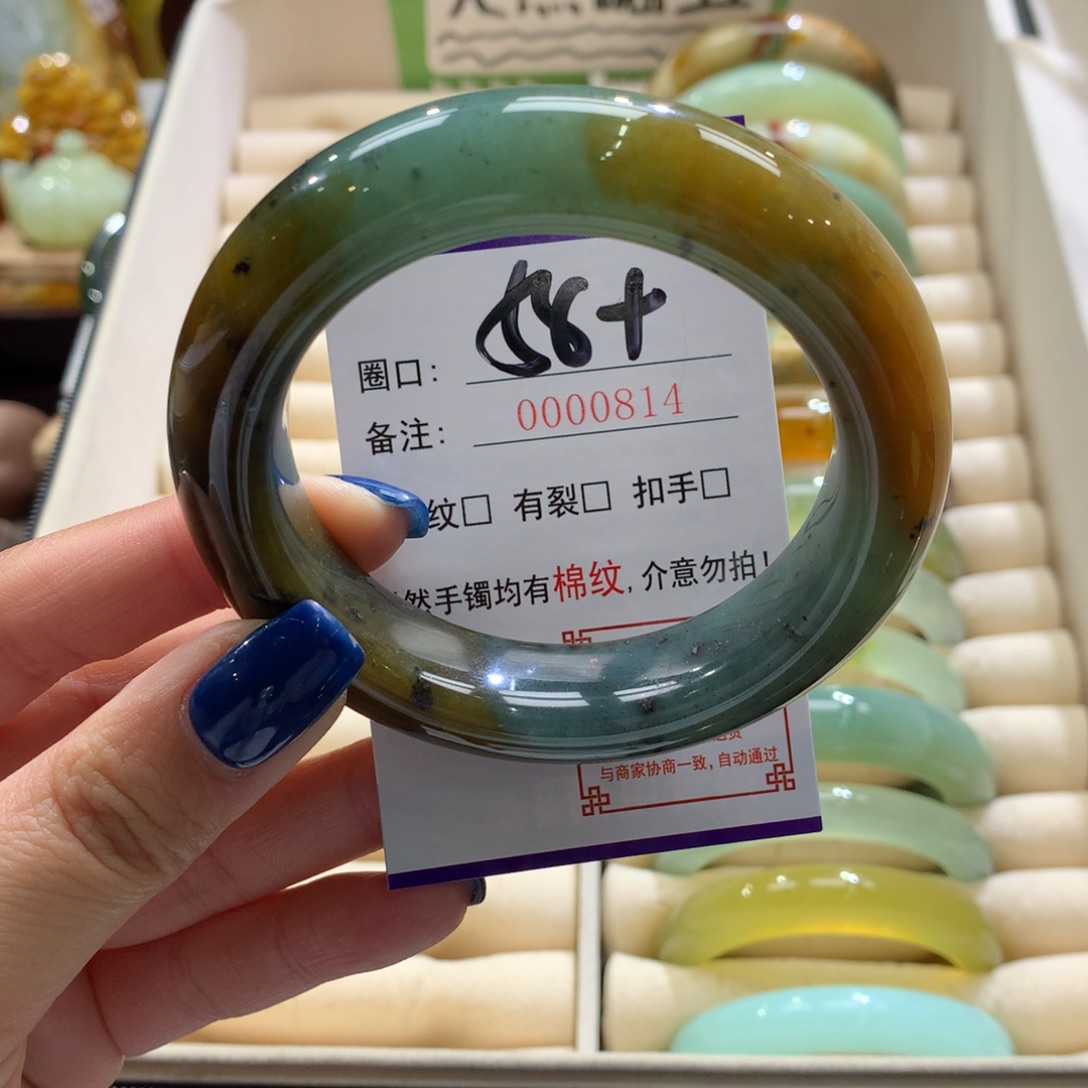 圈口: 58+
备注: 0000814
纹□ 有裂□ 扣手□
然手镯均有棉纹, 介意勿拍!
与商家协商一致, 自动通过